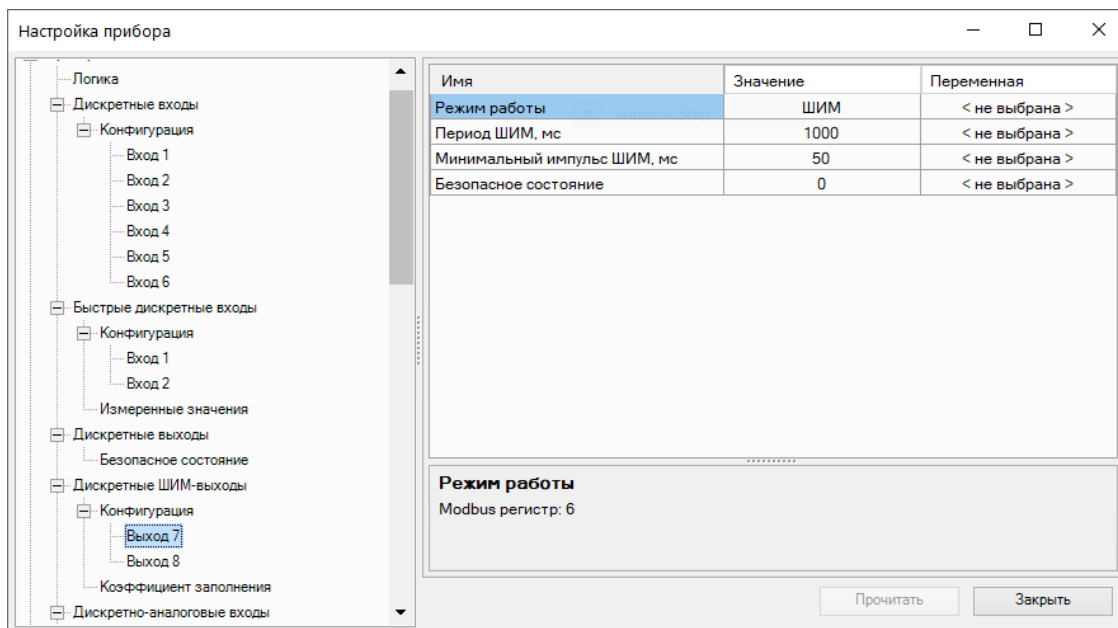 Настройка прибора
Логика
Дискретные входы
Конфигурация
Вход 1
Вход 2
Вход 3
Вход 4
Вход 5
Вход 6
Быстрые дискретные входы
Конфигурация
Вход 1
Вход 2
Измеренные значения
Дискретные выходы
Безопасное состояние
Дискретные ШИМ-выходы
Конфигурация
Выход 7
Выход 8
Коэффициент заполнения
Дискретно-аналоговые входы
Имя Значение Переменная
Режим работы ШИМ < не выбрана >
Период ШИМ, мс 1000 < не выбрана >
Минимальный импульс ШИМ, мс 50 < не выбрана >
Безопасное состояние 0 < не выбрана >
Режим работы
Modbus регистр: 6
Прочитать Закрыть